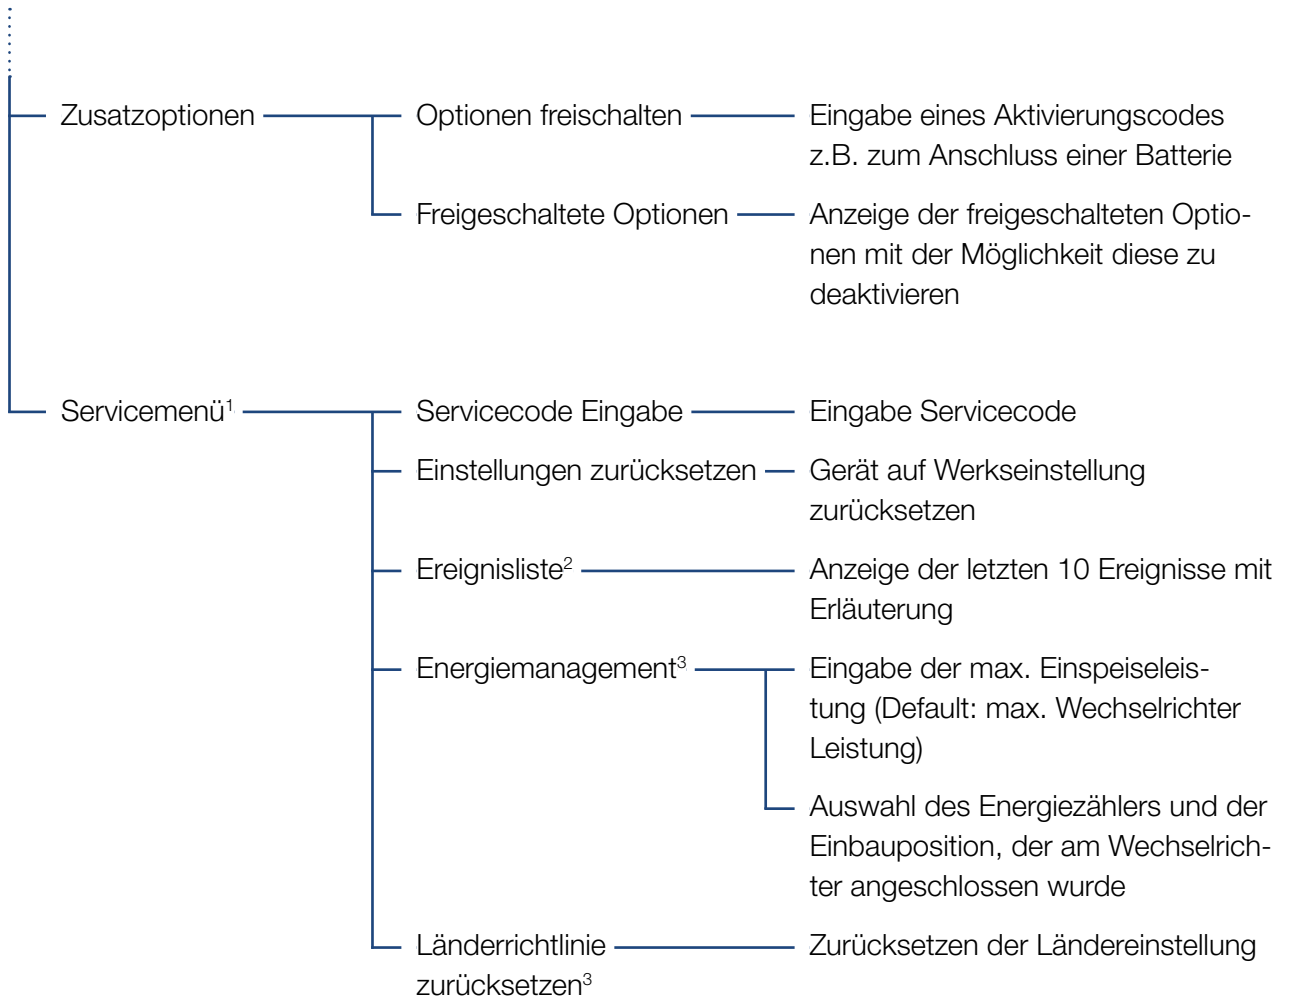 Zusatzoptionen
Optionen freischalten
Eingabe eines Aktivierungscodes
z.B. zum Anschluss einer Batterie
Freigeschaltete Optionen
Anzeige der freigeschalteten Optio-
nen mit der Möglichkeit diese zu
deaktivieren
Servicemenü¹
Servicecode Eingabe
Eingabe Servicecode
Einstellungen zurücksetzen
Gerät auf Werkseinstellung
zurücksetzen
Ereignisliste²
Anzeige der letzten 10 Ereignisse mit
Erläuterung
Energiemanagement³
Eingabe der max. Einspeiseleis-
tung (Default: max. Wechselrichter
Leistung)
Auswahl des Energiezählers und der
Einbauposition, der am Wechselrich-
ter angeschlossen wurde
Länderrichtlinie
zurücksetzen³
Zurücksetzen der Ländereinstellung